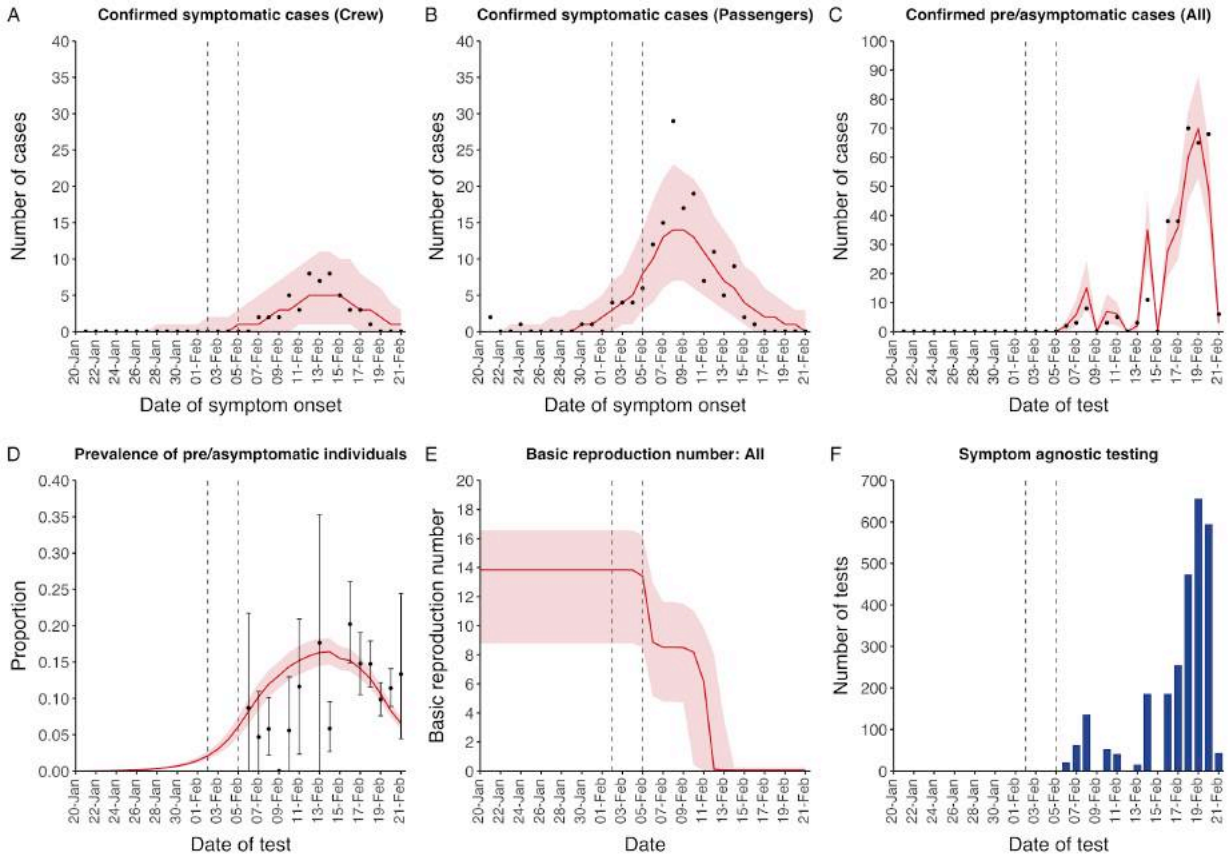 A Confirmed symptomatic cases (Crew)
40
35
30
25
20
15
10
5
0
Number of cases
20-Jan 22-Jan 24-Jan 26-Jan 28-Jan 30-Jan 01-Feb 03-Feb 05-Feb 07-Feb 09-Feb 11-Feb 13-Feb 15-Feb 17-Feb 19-Feb 21-Feb
Date of symptom onset
B Confirmed symptomatic cases (Passengers)
40
35
30
25
20
15
10
5
0
Number of cases
20-Jan 22-Jan 24-Jan 26-Jan 28-Jan 30-Jan 01-Feb 03-Feb 05-Feb 07-Feb 09-Feb 11-Feb 13-Feb 15-Feb 17-Feb 19-Feb 21-Feb
Date of symptom onset
C Confirmed pre/asymptomatic cases (All)
100
90
80
70
60
50
40
30
20
10
0
Number of cases
20-Jan 22-Jan 24-Jan 26-Jan 28-Jan 30-Jan 01-Feb 03-Feb 05-Feb 07-Feb 09-Feb 11-Feb 13-Feb 15-Feb 17-Feb 19-Feb 21-Feb
Date of test
D Prevalence of pre/asymptomatic individuals
0.40
0.35
0.30
0.25
0.20
0.15
0.10
0.05
0.00
Proportion
20-Jan 22-Jan 24-Jan 26-Jan 28-Jan 30-Jan 01-Feb 03-Feb 05-Feb 07-Feb 09-Feb 11-Feb 13-Feb 15-Feb 17-Feb 19-Feb 21-Feb
Date of test
E Basic reproduction number: All
20
18
16
14
12
10
8
6
4
2
0
Basic reproduction number
20-Jan 22-Jan 24-Jan 26-Jan 28-Jan 30-Jan 01-Feb 03-Feb 05-Feb 07-Feb 09-Feb 11-Feb 13-Feb 15-Feb 17-Feb 19-Feb 21-Feb
Date
F Symptom agnostic testing
700
600
500
400
300
200
100
0
Number of tests
20-Jan 22-Jan 24-Jan 26-Jan 28-Jan 30-Jan 01-Feb 03-Feb 05-Feb 07-Feb 09-Feb 11-Feb 13-Feb 15-Feb 17-Feb 19-Feb 21-Feb
Date of test